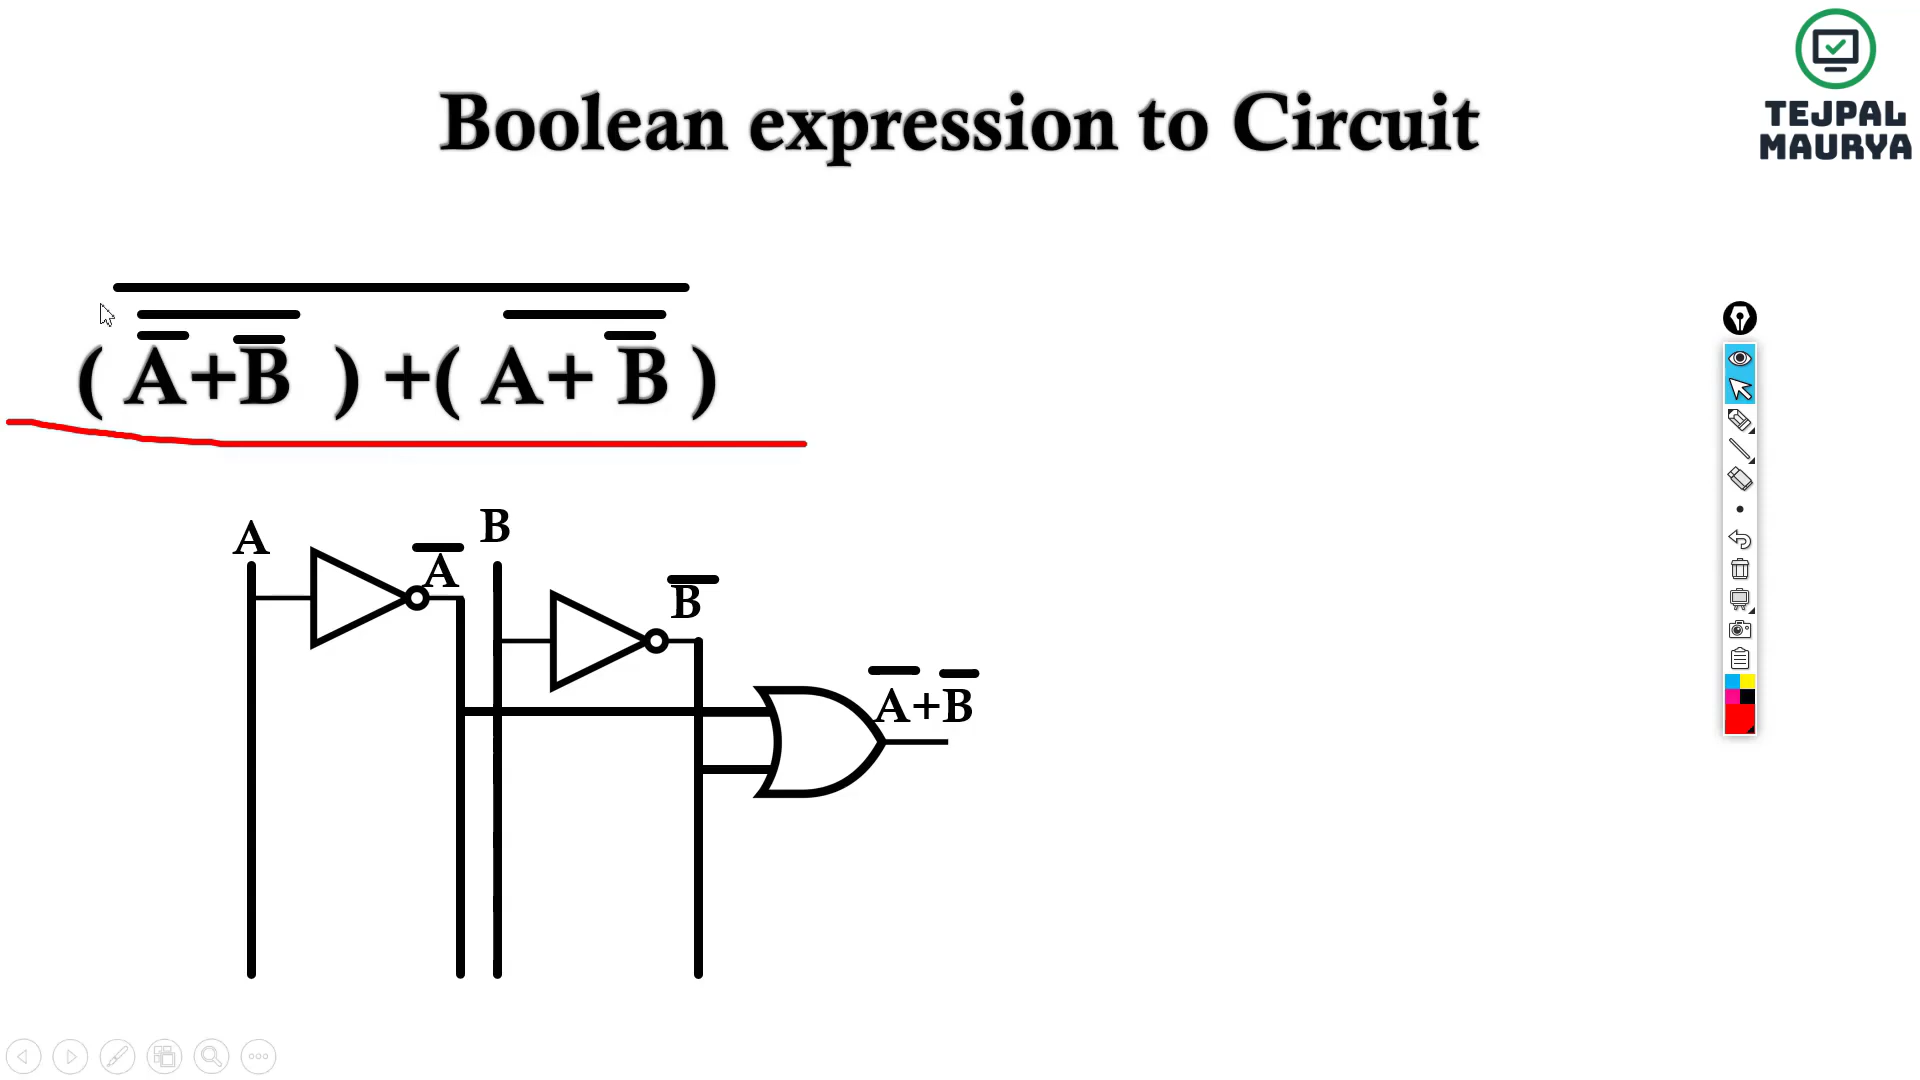 TEJPAL
MAURYA
Boolean expression to Circuit
( A̅+B̅ ) +( A+ B̅ )
A
A̅
B
B̅
A̅+B̅